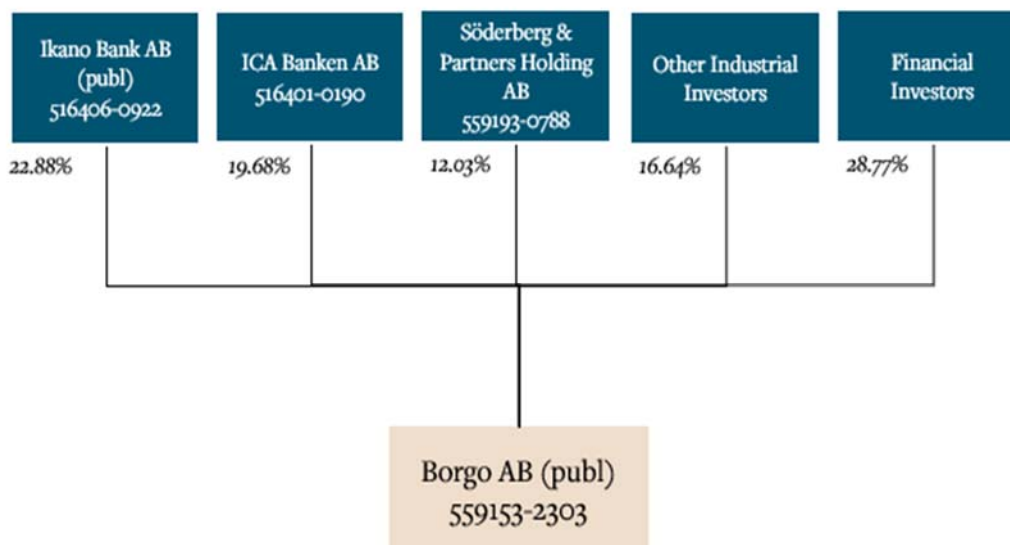 Ikano Bank AB
(publ)
516406-0922
ICA Banken AB
516401-0190
Söderberg &
Partners Holding
AB
559193-0788
Other Industrial
Investors
Financial
Investors
22.88%
19.68%
12.03%
16.64%
28.77%
Borgo AB (publ)
559153-2303